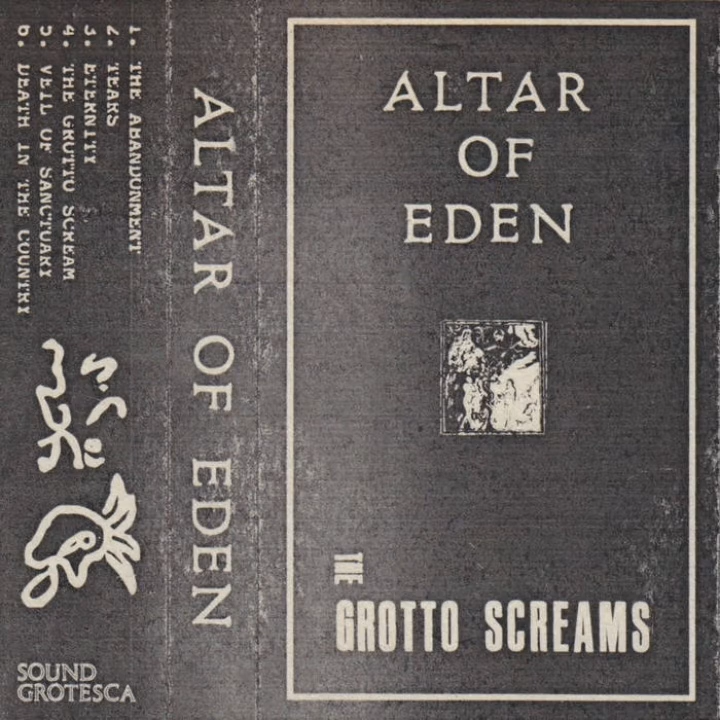 1. THE ABANDONMENT
2. TEARS
3. ETERNITY
4. THE GROTTO SCREAM
5. VEIL OF SANCTUARY
6. DEATH IN THE COUNTRY
SOUND
GROTESCA
ALTAR OF EDEN
ALTAR
OF
EDEN
THE
GROTTO SCREAMS